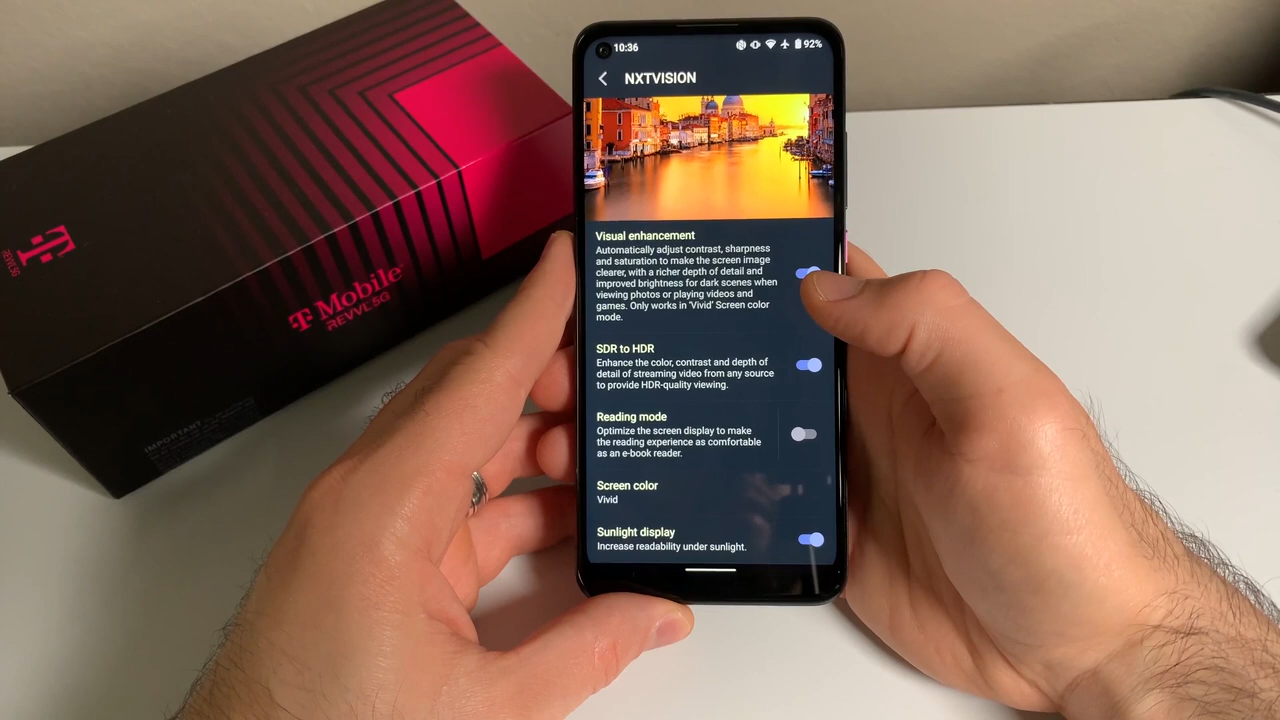 10:36
92%
NXTVISION
Visual enhancement
Automatically adjust contrast, sharpness
and saturation to make the screen image
clearer, with a richer depth of detail and
improved brightness for dark scenes when
viewing photos or playing videos and
games. Only works in 'Vivid' Screen color
mode.
SDR to HDR
Enhance the color, contrast and depth of
detail of streaming video from any source
to provide HDR-quality viewing.
Reading mode
Optimize the screen display to make
the reading experience as comfortable
as an e-book reader.
Screen color
Vivid
Sunlight display
Increase readability under sunlight.
T Mobile
REVVL 5G
T
IMPORTANT